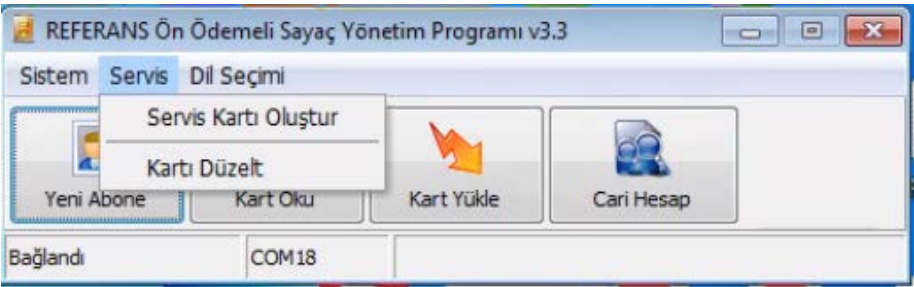 REFERANS Ön Ödemeli Sayaç Yönetim Programı v3.3
Sistem Servis Dil Seçimi
Servis Kartı Oluştur
Kartı Düzelt
Yeni Abone Kart Oku Kart Yükle Cari Hesap
Bağlandı COM18